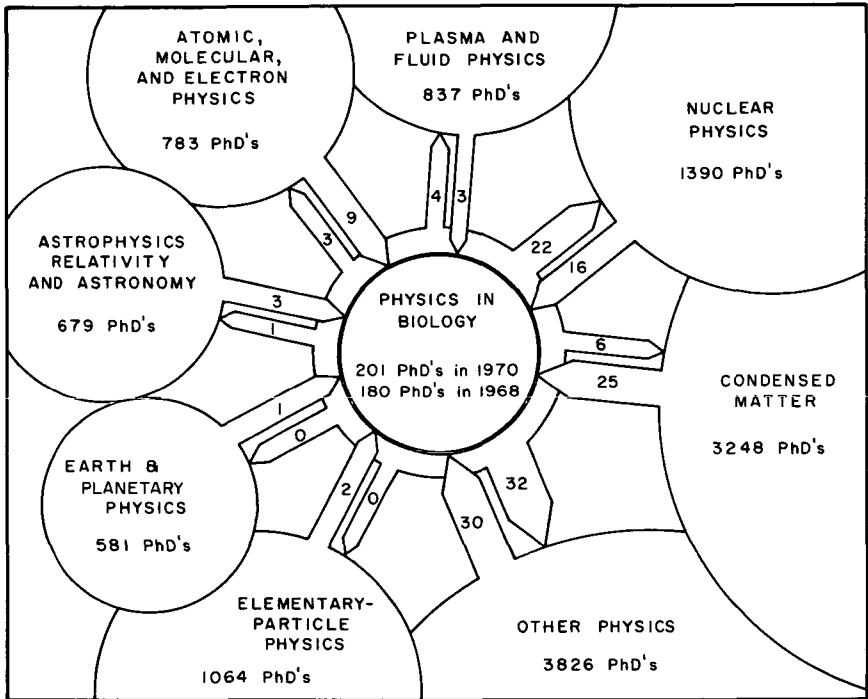 ATOMIC,
MOLECULAR,
AND ELECTRON
PHYSICS
783 PhD's
PLASMA AND
FLUID PHYSICS
837 PhD's
NUCLEAR
PHYSICS
1390 PhD's
ASTROPHYSICS
RELATIVITY
AND ASTRONOMY
679 PhD's
PHYSICS IN
BIOLOGY
201 PhD's in 1970
180 PhD's in 1968
CONDENSED
MATTER
3248 PhD's
EARTH &
PLANETARY
PHYSICS
581 PhD's
ELEMENTARY-
PARTICLE
PHYSICS
1064 PhD's
OTHER PHYSICS
3826 PhD's
3
9
4
3
22
16
3
1
6
25
1
0
2
0
30
32